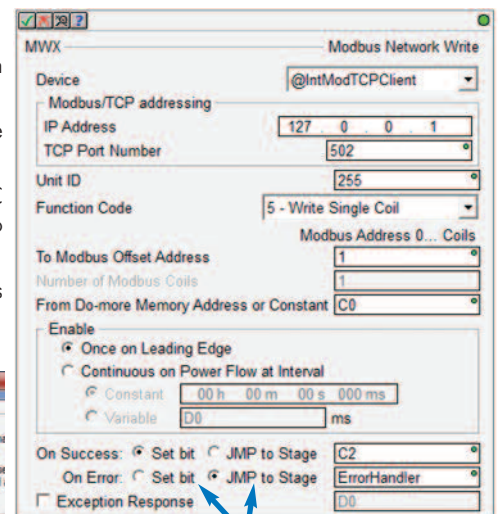 MWX Modbus Network Write
Device @IntModTCPClient
Modbus/TCP addressing
IP Address 127 . 0 . 0 . 1
TCP Port Number 502
Unit ID 255
Function Code 5 - Write Single Coil
Modbus Address 0... Coils
To Modbus Offset Address 1
Number of Modbus Coils 1
From Do-more Memory Address or Constant C0
Enable
Once on Leading Edge
Continuous on Power Flow at Interval
Constant 00 h 00 m 00 s 000 ms
Variable D0 ms
On Success: Set bit JMP to Stage C2
On Error: Set bit JMP to Stage ErrorHandler
Exception Response D0